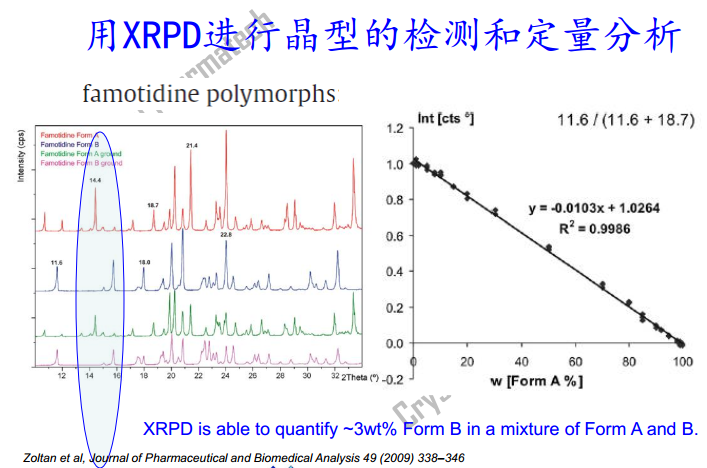 用XRPD进行晶型的检测和定量分析
famotidine polymorphs:
Intensity (cps)
Famotidine Form A
Famotidine Form B
Famotidine Form A ground
Famotidine Form B ground
14.4
18.7
21.4
11.6
18.0
22.8
12
14
16
18
20
22
24
26
28
30
32
2Theta (º)
Int [cts δ]
11.6 / (11.6 + 18.7)
1.2
1.0
0.8
0.6
0.4
0.2
0.0
-0.2
y = -0.0103x + 1.0264
R² = 0.9986
0
20
40
60
80
100
w [Form A %]
XRPD is able to quantify ~3wt% Form B in a mixture of Form A and B.
Zoltan et al, Journal of Pharmaceutical and Biomedical Analysis 49 (2009) 338–346